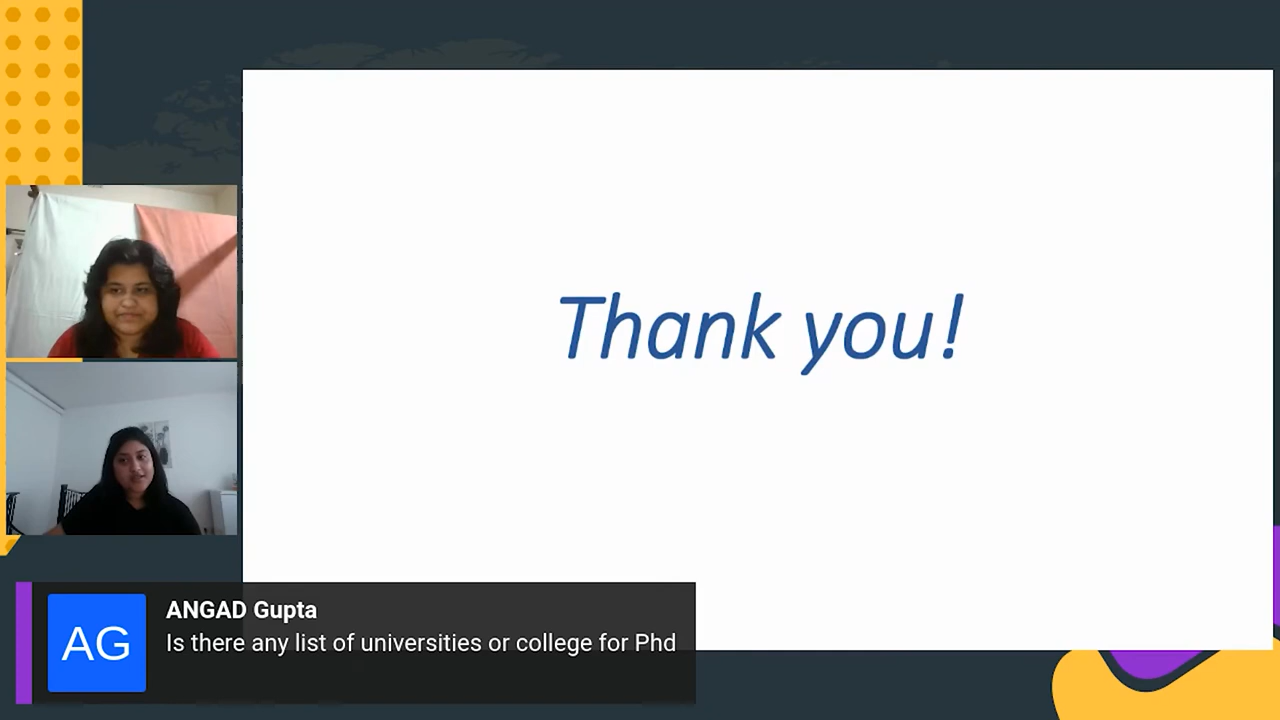 Thank you!
AG
ANGAD Gupta
Is there any list of universities or college for Phd